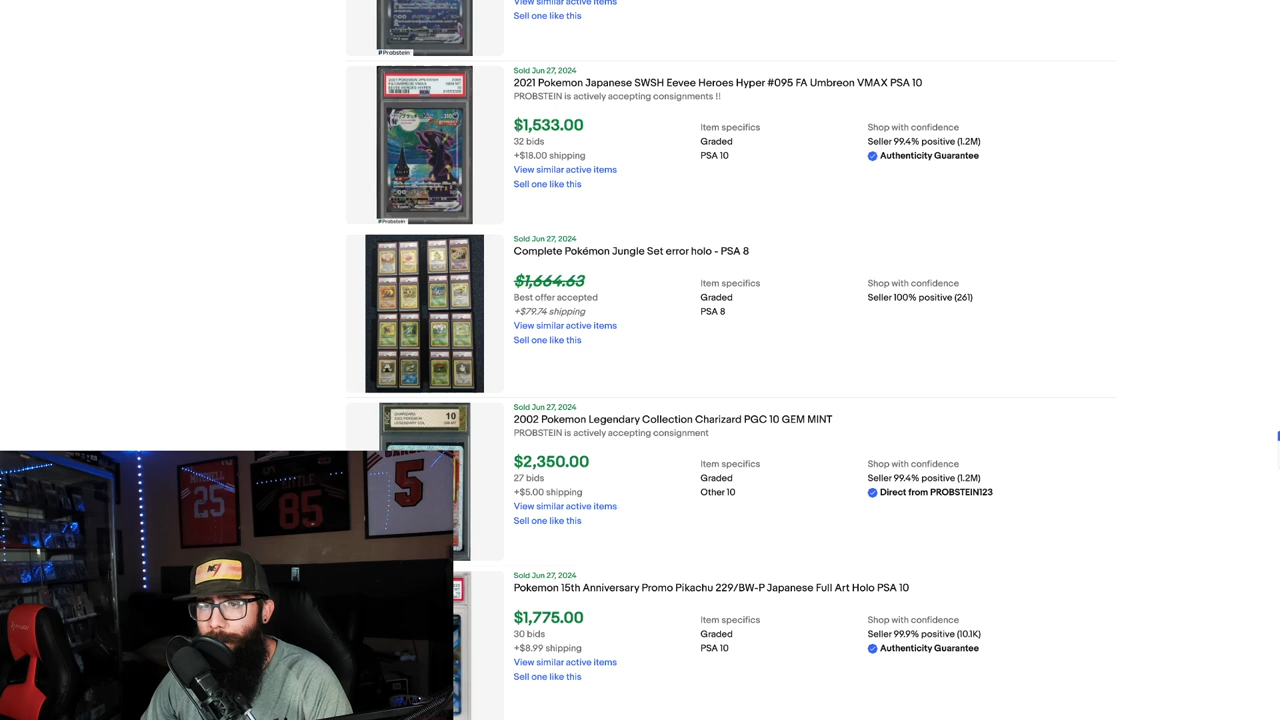 View similar active items
Sell one like this
#Probstein
Sold Jun 27, 2024
2021 Pokemon Japanese SWSH Eevee Heroes Hyper #095 FA Umbreon VMAX PSA 10
PROBSTEIN is actively accepting consignments !!
$1,533.00
32 bids
+$18.00 shipping
View similar active items
Sell one like this
Item specifics
Graded
PSA 10
Shop with confidence
Seller 99.4% positive (1.2M)
Authenticity Guarantee
#Probstein
Sold Jun 27, 2024
Complete Pokémon Jungle Set error holo - PSA 8
$1,664.63
Best offer accepted
+$79.74 shipping
View similar active items
Sell one like this
Item specifics
Graded
PSA 8
Shop with confidence
Seller 100% positive (261)
10
Sold Jun 27, 2024
2002 Pokemon Legendary Collection Charizard PGC 10 GEM MINT
PROBSTEIN is actively accepting consignment
$2,350.00
27 bids
+$5.00 shipping
View similar active items
Sell one like this
Item specifics
Graded
Other 10
Shop with confidence
Seller 99.4% positive (1.2M)
Direct from PROBSTEIN123
25
85
5
Sold Jun 27, 2024
Pokemon 15th Anniversary Promo Pikachu 229/BW-P Japanese Full Art Holo PSA 10
$1,775.00
30 bids
+$8.99 shipping
View similar active items
Sell one like this
Item specifics
Graded
PSA 10
Shop with confidence
Seller 99.9% positive (10.1K)
Authenticity Guarantee